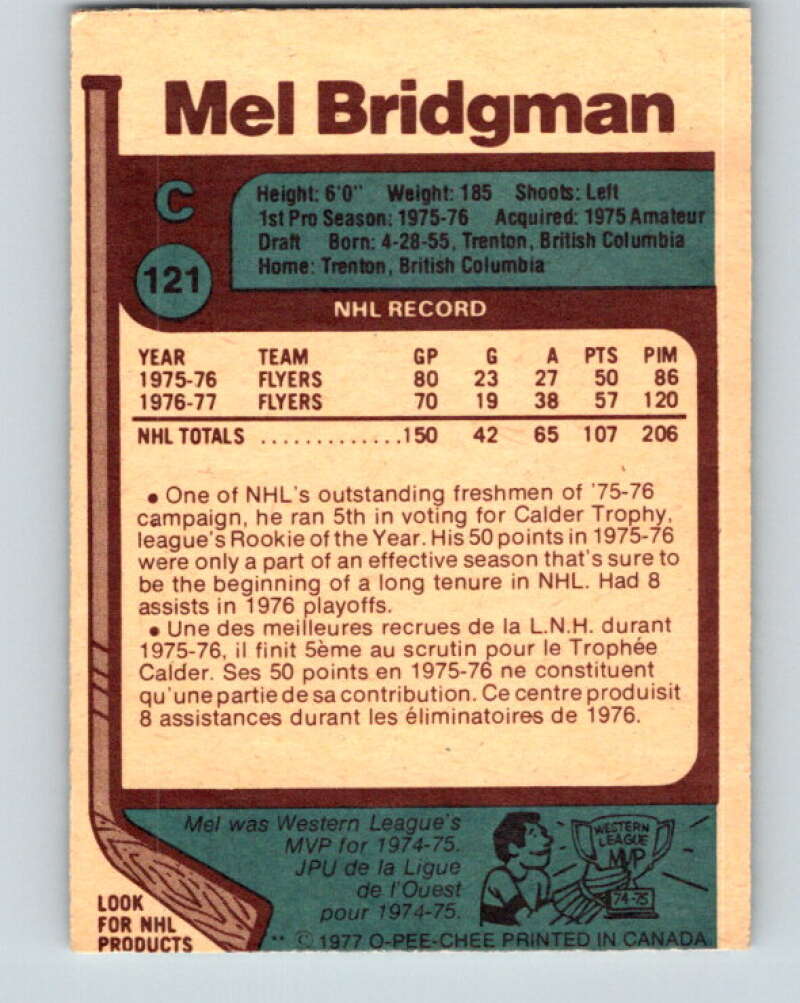 Mel Bridgman
C
121
Height: 6'0" Weight: 185 Shoots: Left
1st Pro Season: 1975-76 Acquired: 1975 Amateur
Draft Born: 4-28-55, Trenton, British Columbia
Home: Trenton, British Columbia
NHL RECORD
YEAR TEAM GP G A PTS PIM
1975-76 FLYERS 80 23 27 50 86
1976-77 FLYERS 70 19 38 57 120
NHL TOTALS .............150 42 65 107 206
• One of NHL's outstanding freshmen of '75-76
campaign, he ran 5th in voting for Calder Trophy,
league's Rookie of the Year. His 50 points in 1975-76
were only a part of an effective season that's sure to
be the beginning of a long tenure in NHL. Had 8
assists in 1976 playoffs.
• Une des meilleures recrues de la L.N.H. durant
1975-76, il finit 5ème au scrutin pour le Trophée
Calder. Ses 50 points en 1975-76 ne constituent
qu'une partie de sa contribution. Ce centre produisit
8 assistances durant les éliminatoires de 1976.
Mel was Western League's
MVP for 1974-75.
JPU de la Ligue
de l'Ouest
pour 1974-75.
WESTERN
LEAGUE
MVP
74-75
LOOK
FOR NHL
PRODUCTS
** © 1977 O-PEE-CHEE PRINTED IN CANADA